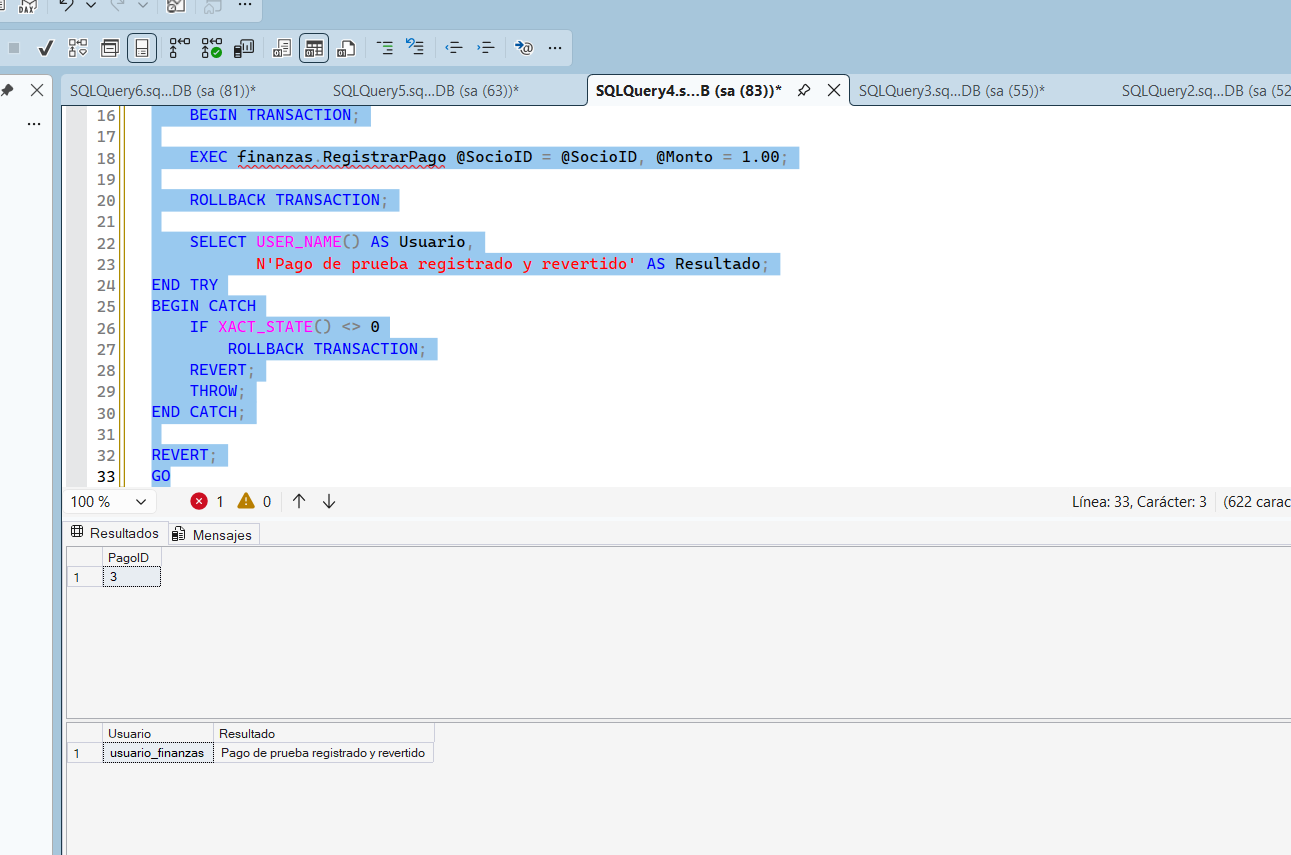 DAX
SQLQuery6.sq...DB (sa (81))*
SQLQuery5.sq...DB (sa (63))*
SQLQuery4.s...B (sa (83))*
SQLQuery3.sq...DB (sa (55))*
SQLQuery2.sq...DB (sa (52
16 BEGIN TRANSACTION;
17
18 EXEC finanzas.RegistrarPago @SocioID = @SocioID, @Monto = 1.00;
19
20 ROLLBACK TRANSACTION;
21
22 SELECT USER_NAME() AS Usuario,
23 N'Pago de prueba registrado y revertido' AS Resultado;
24 END TRY
25 BEGIN CATCH
26 IF XACT_STATE() <> 0
27 ROLLBACK TRANSACTION;
28 REVERT;
29 THROW;
30 END CATCH;
31
32 REVERT;
33 GO
100 % 1 0 Línea: 33, Carácter: 3 (622 carac
Resultados Mensajes
PagoID
1 3
Usuario Resultado
1 usuario_finanzas Pago de prueba registrado y revertido